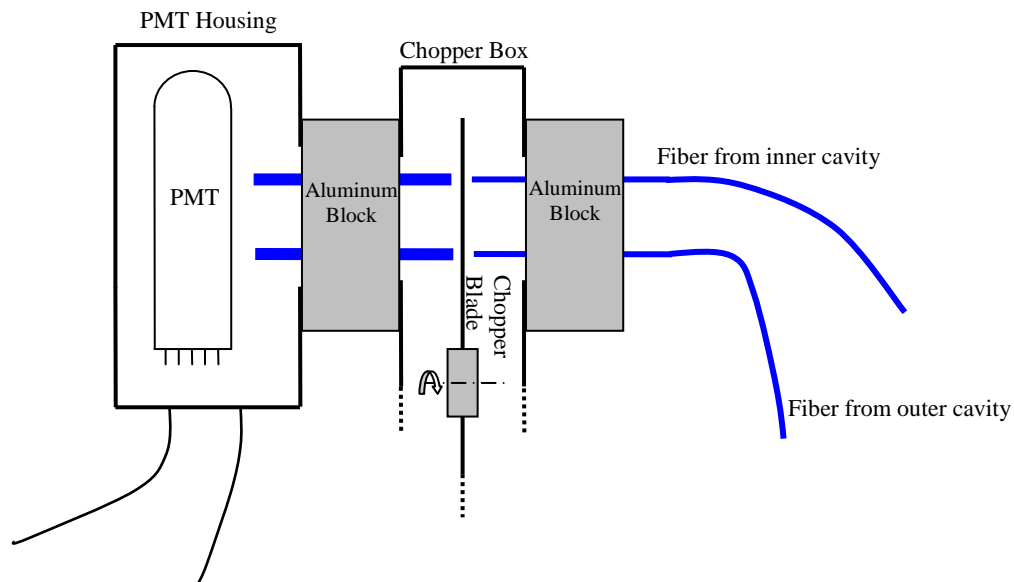 PMT Housing
Chopper Box
Fiber from inner cavity
PMT
Aluminum
Block
Aluminum
Block
Chopper
Blade
Fiber from outer cavity